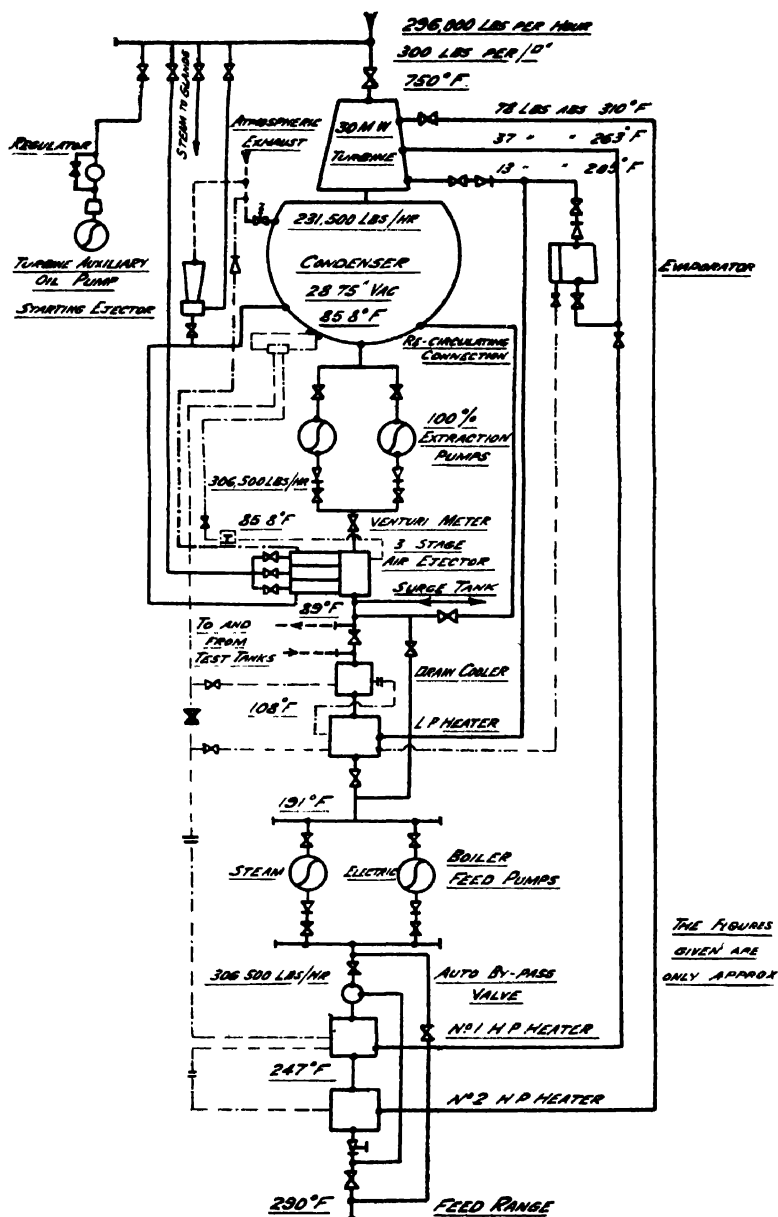 296,000 LBS PER HOUR
300 LBS PER /□"
750°F.
STEAM TO GLANDS
ATMOSPHERIC
EXHAUST
30 MW
TURBINE
78 LBS ABS 310°F
37 " " 263°F
13 " " 205°F
REGULATOR
TURBINE AUXILIARY
OIL PUMP
STARTING EJECTOR
231,500 LBS/HR
CONDENSER
28 75" VAC
85 8°F
EVAPORATOR
RE-CIRCULATING
CONNECTION
100%
EXTRACTION
PUMPS
306,500 LBS/HR
85 8°F
VENTURI METER
3 STAGE
AIR EJECTOR
SURGE TANK
89°F
TO AND
FROM
TEST TANKS
DRAIN COOLER
108°F
L P HEATER
191°F
STEAM
ELECTRIC
BOILER
FEED PUMPS
THE FIGURES
GIVEN ARE
ONLY APPROX
306 500 LBS/HR
AUTO BY-PASS
VALVE
Nº1 H P HEATER
247°F
Nº2 H P HEATER
290°F
FEED RANGE